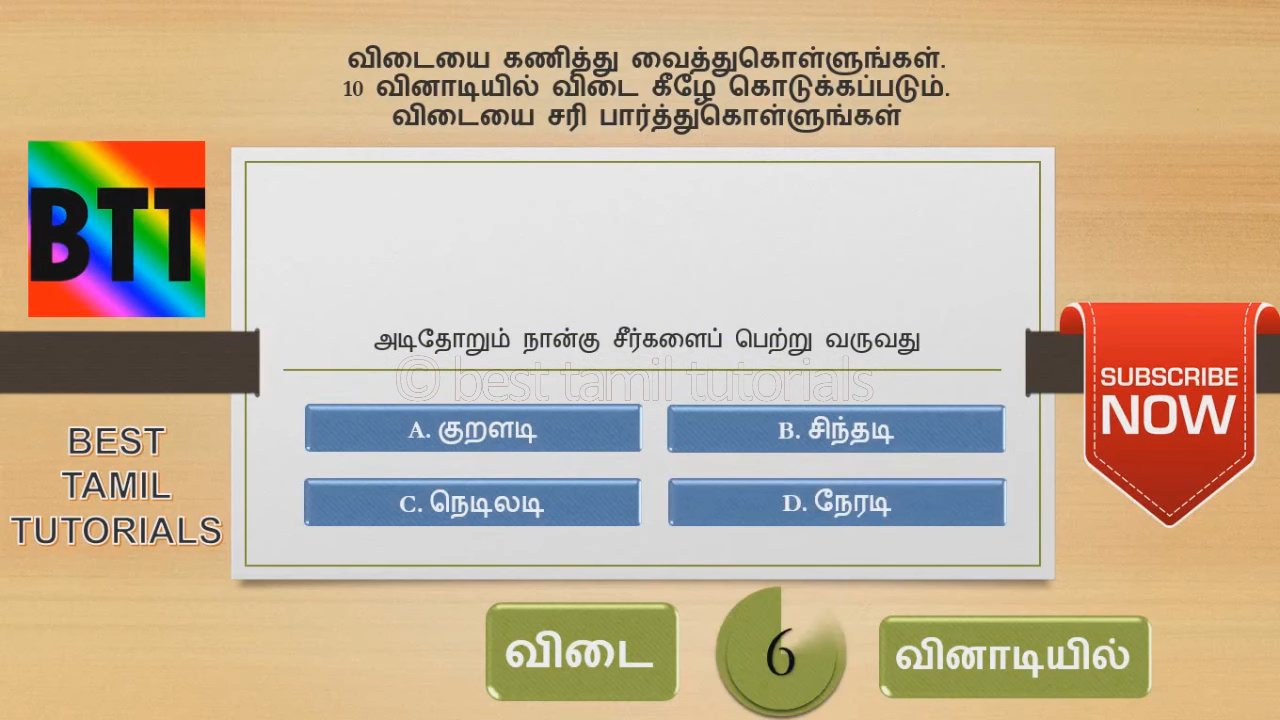 விடையை கணித்து வைத்துகொள்ளுங்கள்.
10 வினாடியில் விடை கீழே கொடுக்கப்படும்.
விடையை சரி பார்த்துகொள்ளுங்கள்
BTT
அடிதோறும் நான்கு சீர்களைப் பெற்று வருவது
© best tamil tutorials
SUBSCRIBE
NOW
A. குறளடி
B. சிந்தடி
BEST
TAMIL
TUTORIALS
C. நெடிலடி
D. நேரடி
விடை 6 வினாடியில்